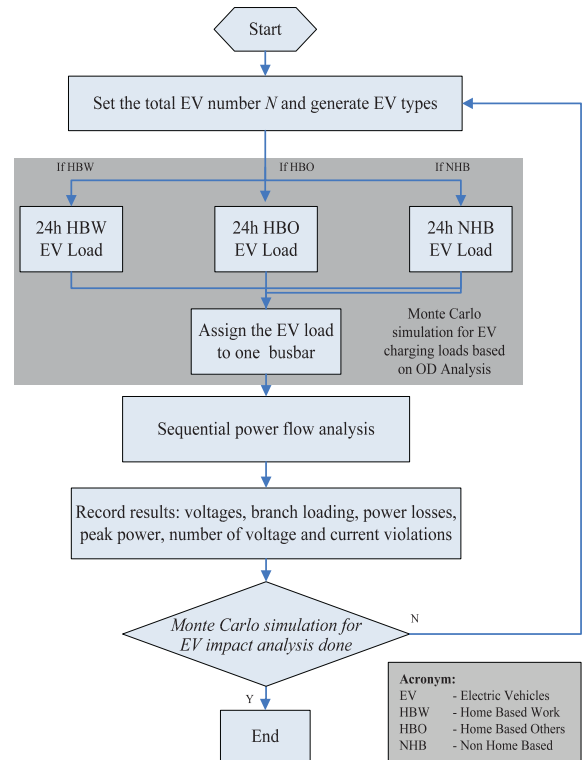 Start
Set the total EV number N and generate EV types
If HBW
If HBO
If NHB
24h HBW
EV Load
24h HBO
EV Load
24h NHB
EV Load
Assign the EV load
to one busbar
Monte Carlo
simulation for EV
charging loads based
on OD Analysis
Sequential power flow analysis
Record results: voltages, branch loading, power losses,
peak power, number of voltage and current violations
Monte Carlo simulation for
EV impact analysis done
N
Y
End
Acronym:
EV - Electric Vehicles
HBW - Home Based Work
HBO - Home Based Others
NHB - Non Home Based